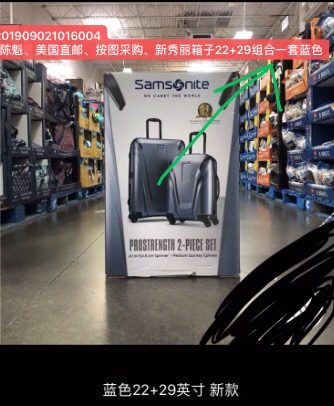 201909021016004
陈魁、美国直邮、按图采购、新秀丽箱子22+29组合一套蓝色
Samsonite
WE CARRY THE WORLD
PROSTRENGTH 2-PIECE SET
蓝色22+29英寸 新款